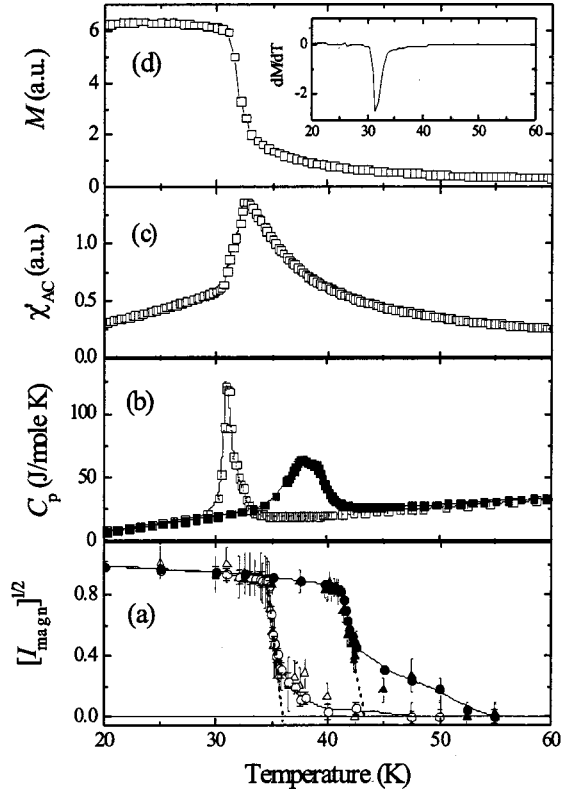 6
4
2
0
M (a.u.)
(d)
dM/dT
0
-2
20 30 40 50 60
1.0
0.5
0.0
χ'AC (a.u.)
(c)
100
50
0
Cp (J/mole K)
(b)
0.8
0.4
0.0
[Imagn]1/2
(a)
20 30 40 50 60
Temperature (K)